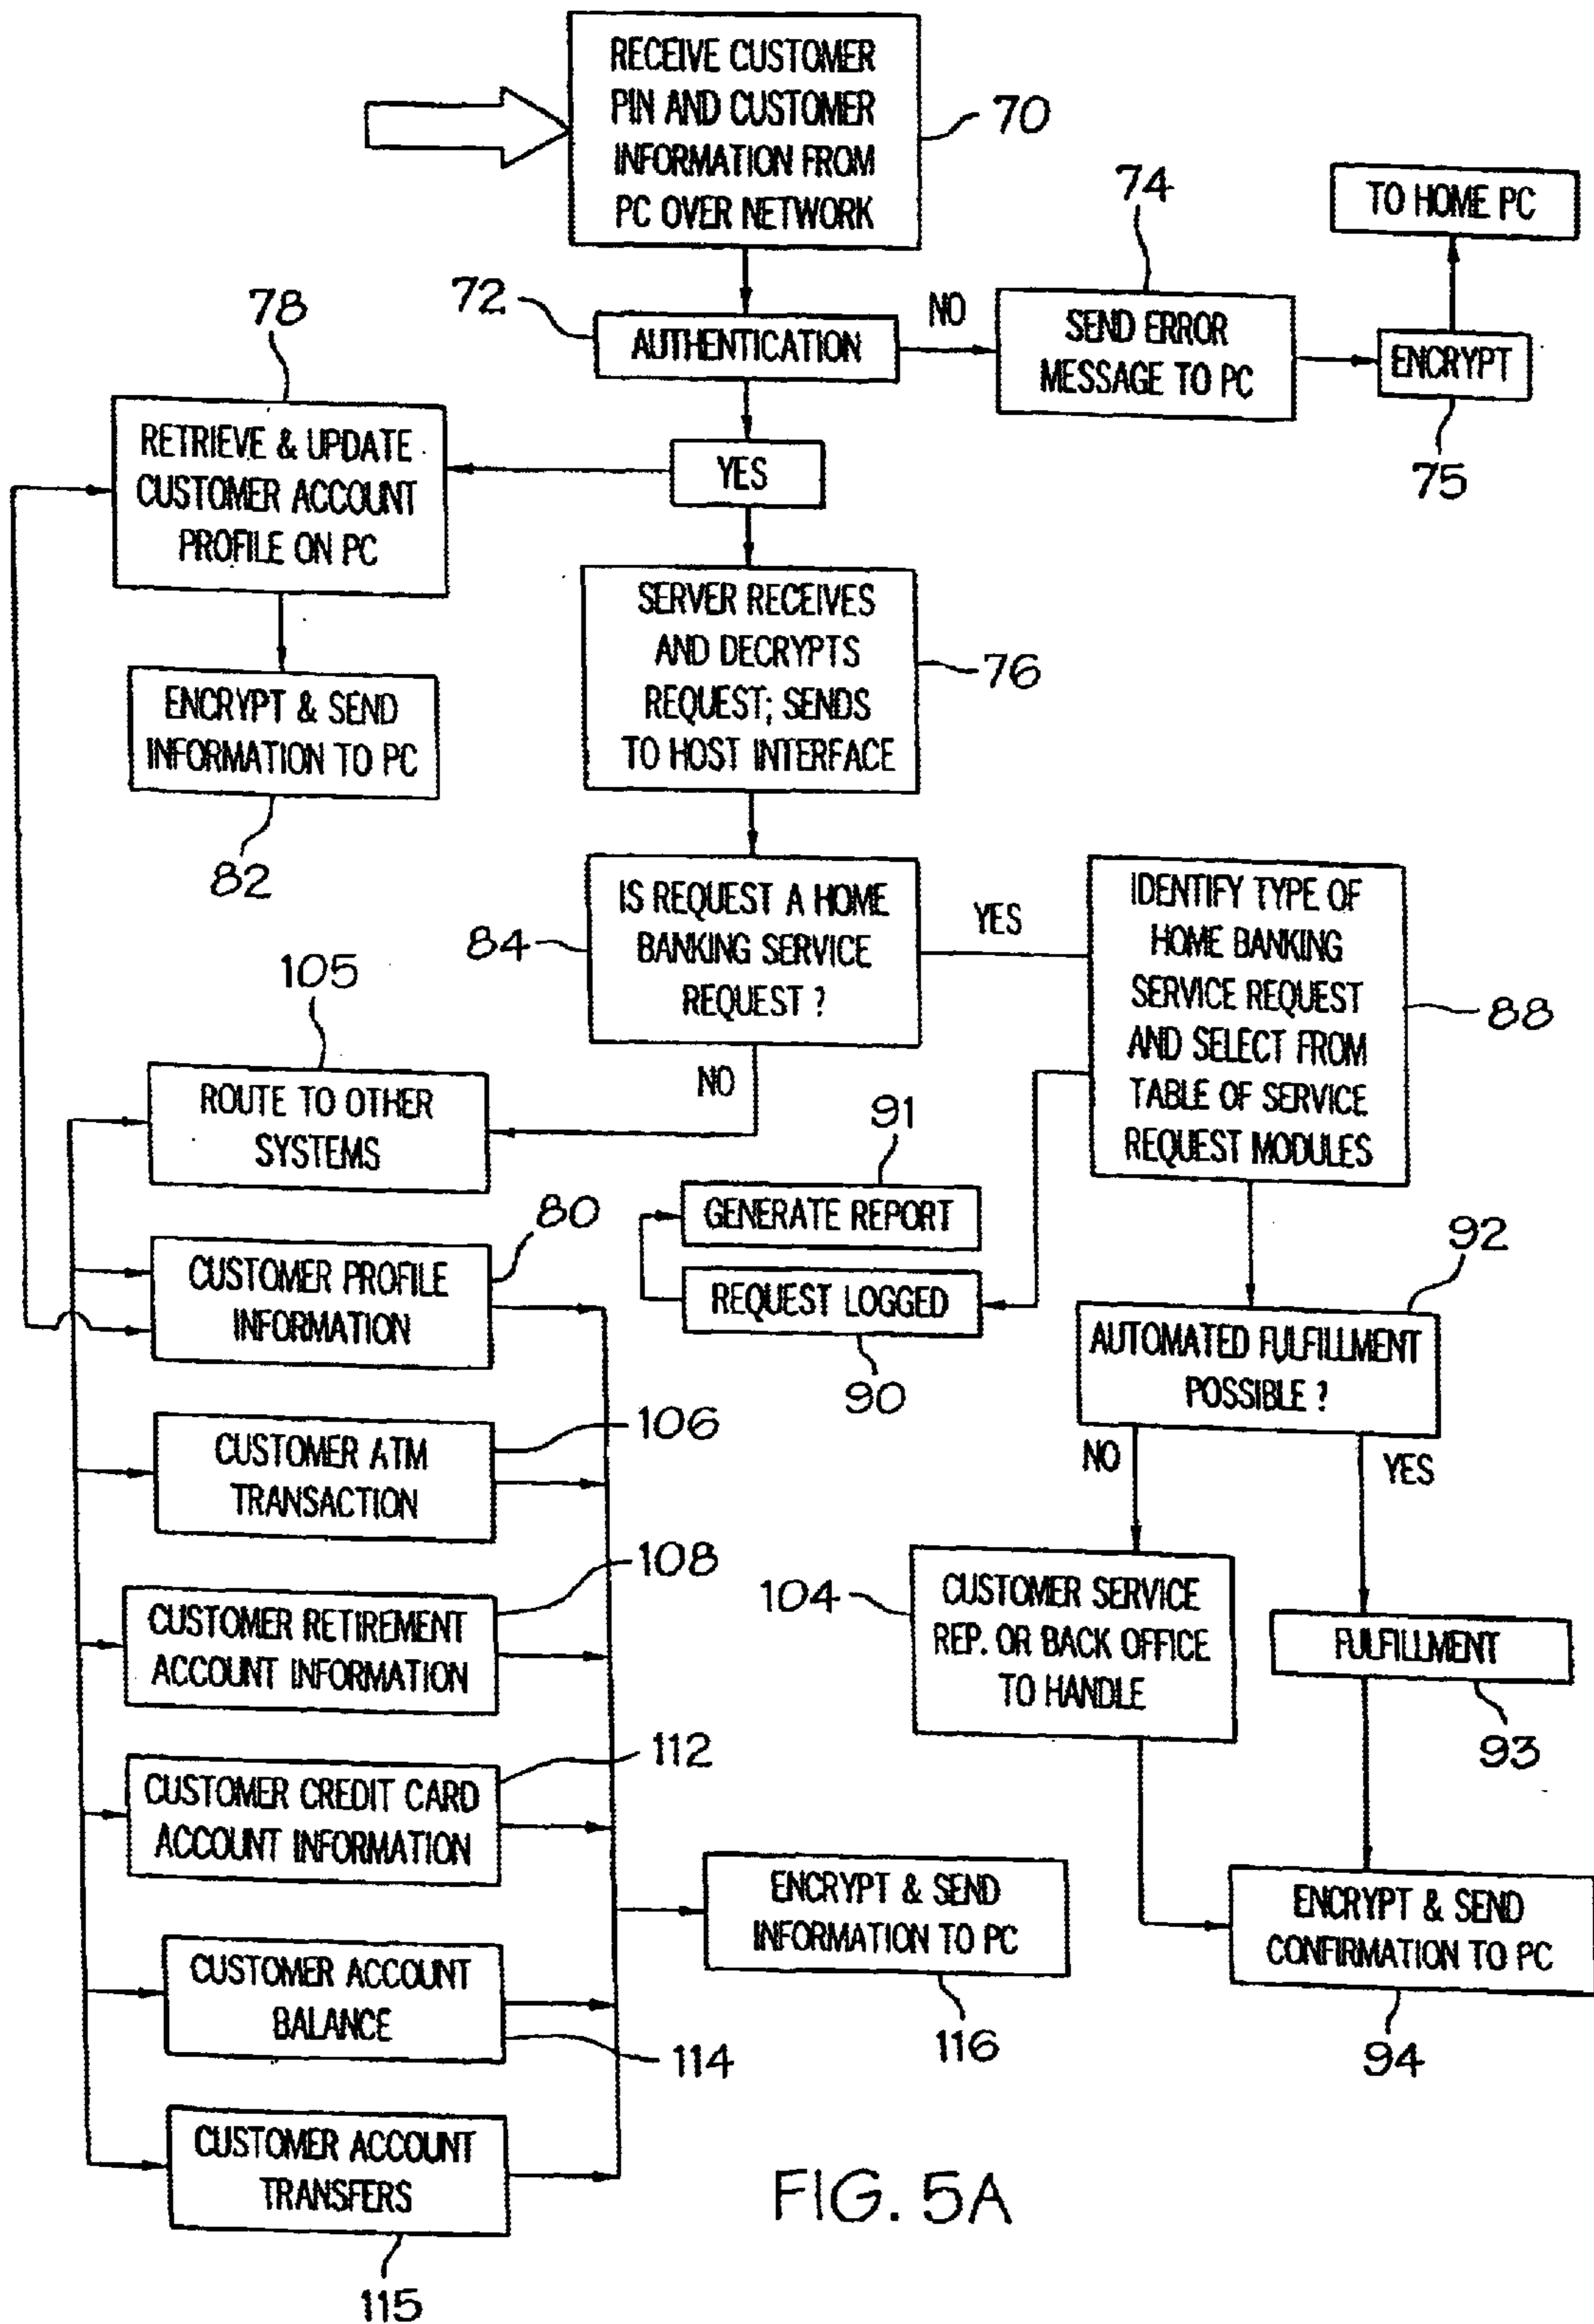 RECEIVE CUSTOMER
PIN AND CUSTOMER
INFORMATION FROM
PC OVER NETWORK
70
74
TO HOME PC
78
72
AUTHENTICATION
NO
SEND ERROR
MESSAGE TO PC
ENCRYPT
75
RETRIEVE & UPDATE
CUSTOMER ACCOUNT
PROFILE ON PC
YES
SERVER RECEIVES
AND DECRYPTS
REQUEST; SENDS
TO HOST INTERFACE
76
ENCRYPT & SEND
INFORMATION TO PC
82
84
IS REQUEST A HOME
BANKING SERVICE
REQUEST ?
YES
IDENTIFY TYPE OF
HOME BANKING
SERVICE REQUEST
AND SELECT FROM
TABLE OF SERVICE
REQUEST MODULES
88
105
NO
ROUTE TO OTHER
SYSTEMS
91
GENERATE REPORT
80
CUSTOMER PROFILE
INFORMATION
REQUEST LOGGED
90
92
AUTOMATED FULFILLMENT
POSSIBLE ?
106
CUSTOMER ATM
TRANSACTION
NO
YES
108
CUSTOMER RETIREMENT
ACCOUNT INFORMATION
104
CUSTOMER SERVICE
REP. OR BACK OFFICE
TO HANDLE
FULFILLMENT
93
112
CUSTOMER CREDIT CARD
ACCOUNT INFORMATION
ENCRYPT & SEND
INFORMATION TO PC
116
ENCRYPT & SEND
CONFIRMATION TO PC
94
CUSTOMER ACCOUNT
BALANCE
114
CUSTOMER ACCOUNT
TRANSFERS
115
FIG. 5A